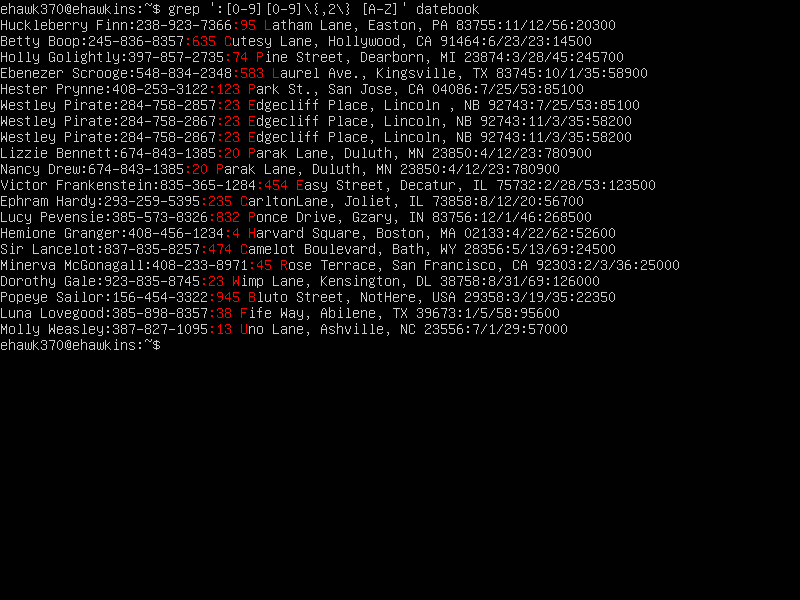 ehawk370@ehawkins:~$ grep ':[0-9][0-9]\{,2\} [A-Z]' datebook
Huckleberry Finn:238-923-7366:95 Latham Lane, Easton, PA 83755:11/12/56:20300
Betty Boop:245-836-8357:635 Cutesy Lane, Hollywood, CA 91464:6/23/23:14500
Holly Golightly:397-857-2735:74 Pine Street, Dearborn, MI 23874:3/28/45:245700
Ebenezer Scrooge:548-834-2348:583 Laurel Ave., Kingsville, TX 83745:10/1/35:58900
Hester Prynne:408-253-3122:123 Park St., San Jose, CA 04086:7/25/53:85100
Westley Pirate:284-758-2857:23 Edgecliff Place, Lincoln , NB 92743:7/25/53:85100
Westley Pirate:284-758-2867:23 Edgecliff Place, Lincoln, NB 92743:11/3/35:58200
Westley Pirate:284-758-2867:23 Edgecliff Place, Lincoln, NB 92743:11/3/35:58200
Lizzie Bennett:674-843-1385:20 Parak Lane, Duluth, MN 23850:4/12/23:780900
Nancy Drew:674-843-1385:20 Parak Lane, Duluth, MN 23850:4/12/23:780900
Victor Frankenstein:835-365-1284:454 Easy Street, Decatur, IL 75732:2/28/53:123500
Ephram Hardy:293-259-5395:235 CarltonLane, Joliet, IL 73858:8/12/20:56700
Lucy Pevensie:385-573-8326:832 Ponce Drive, Gzary, IN 83756:12/1/46:268500
Hemione Granger:408-456-1234:4 Harvard Square, Boston, MA 02133:4/22/62:52600
Sir Lancelot:837-835-8257:474 Camelot Boulevard, Bath, WY 28356:5/13/69:24500
Minerva McGonagall:408-233-8971:45 Rose Terrace, San Francisco, CA 92303:2/3/36:25000
Dorothy Gale:923-835-8745:23 Wimp Lane, Kensington, DL 38758:8/31/69:126000
Popeye Sailor:156-454-3322:945 Bluto Street, NotHere, USA 29358:3/19/35:22350
Luna Lovegood:385-898-8357:38 Fife Way, Abilene, TX 39673:1/5/58:95600
Molly Weasley:387-827-1095:13 Uno Lane, Ashville, NC 23556:7/1/29:57000
ehawk370@ehawkins:~$